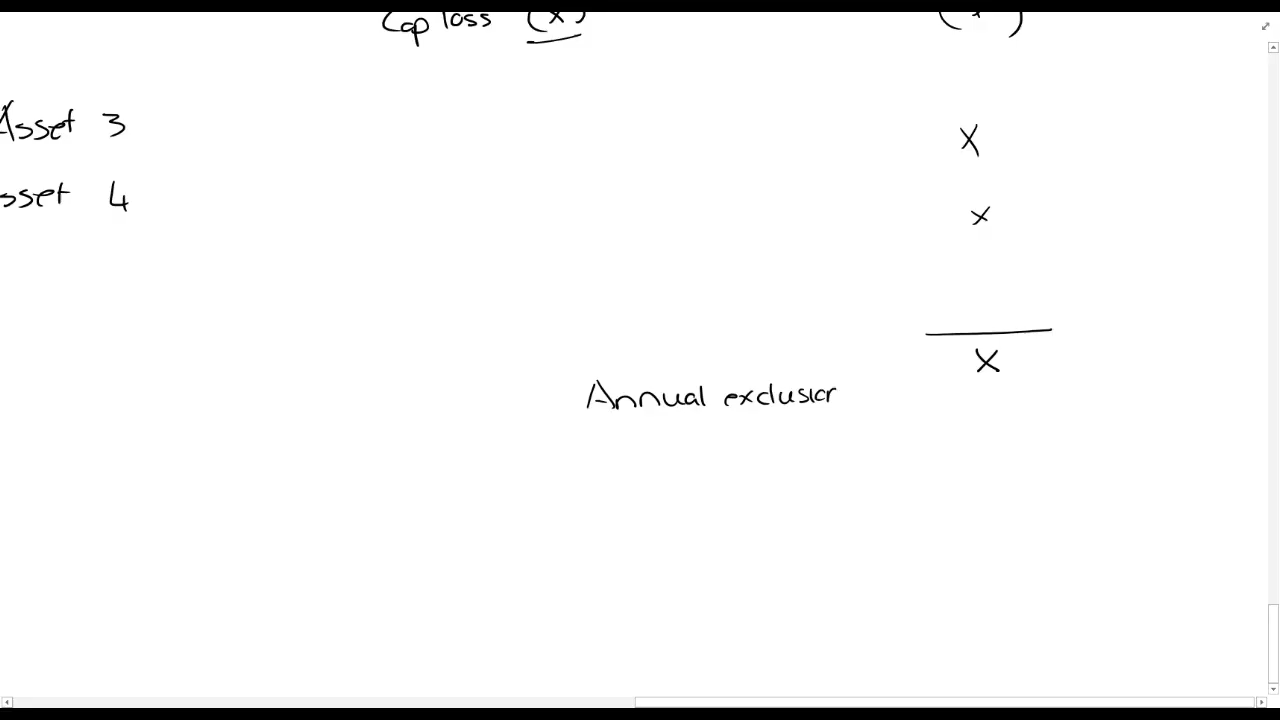 Cap loss (x) (x)
Asset 3 X
sset 4 x
X
Annual exclusion